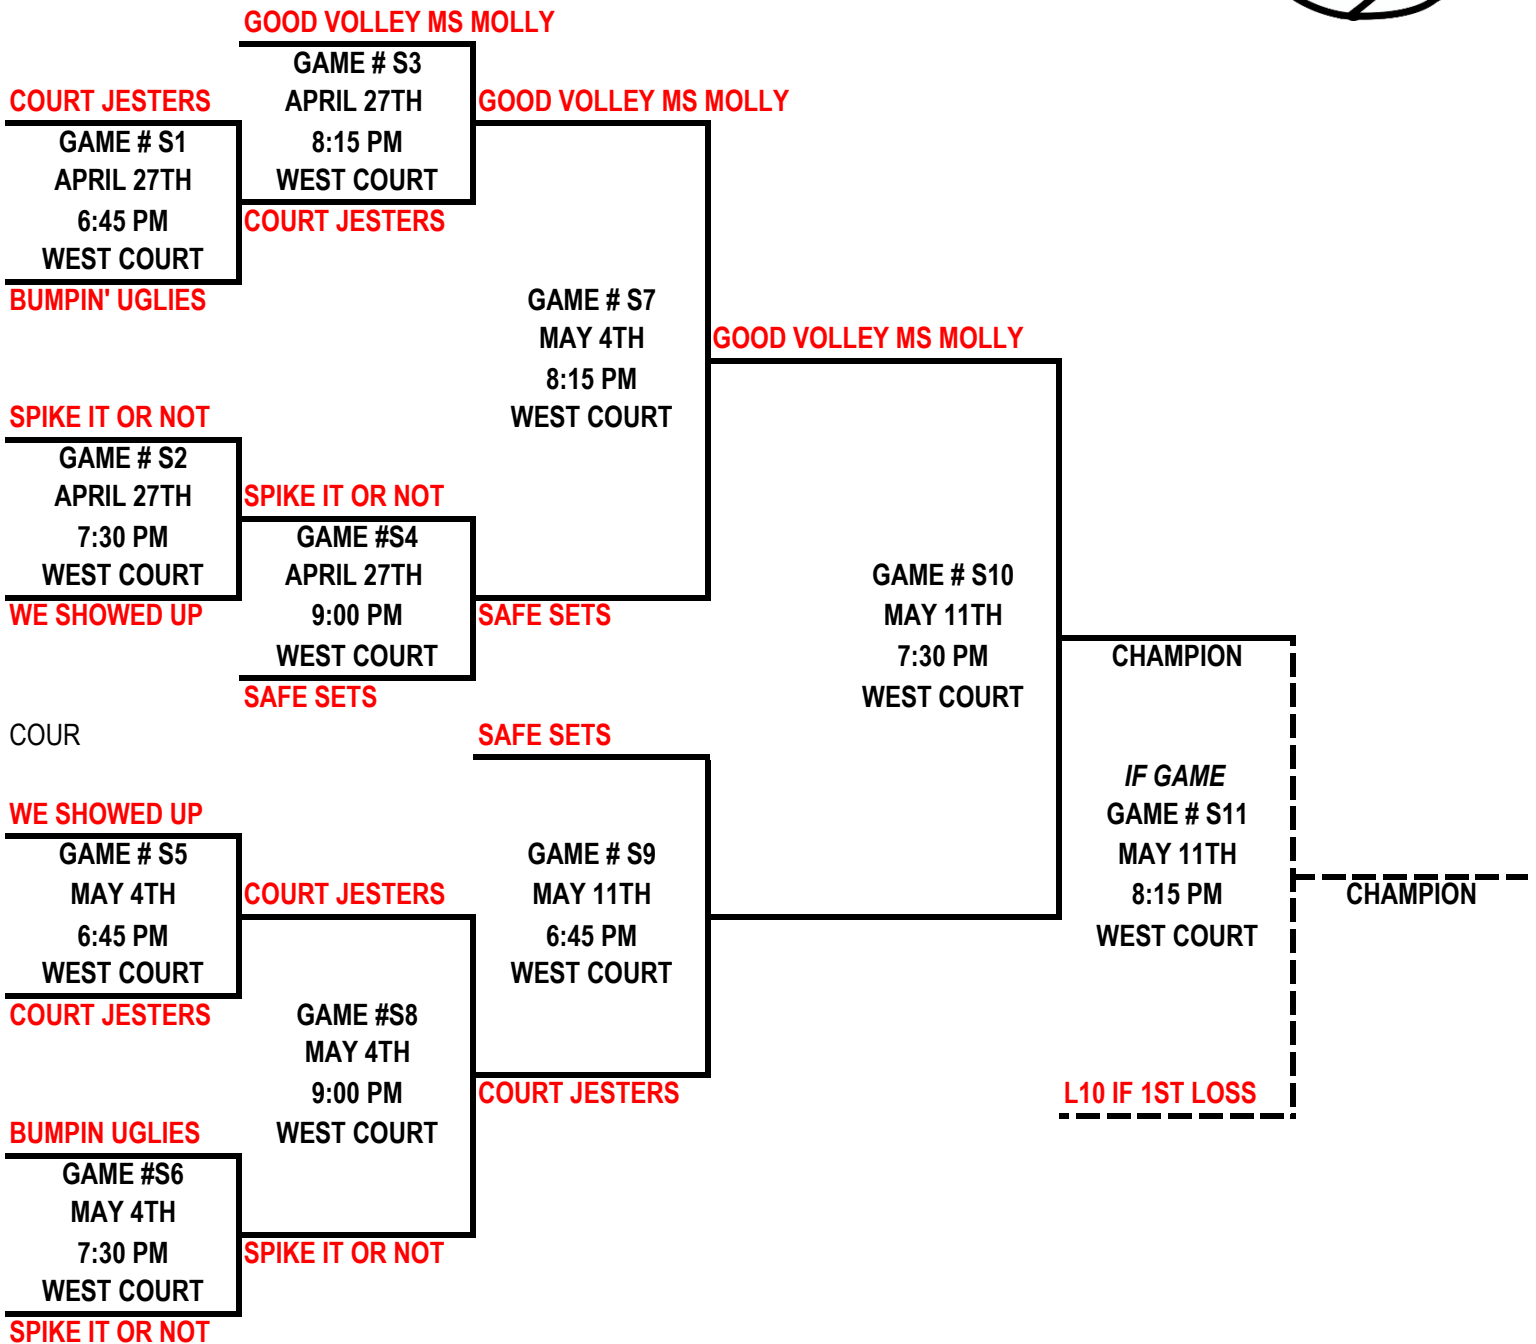 GOOD VOLLEY MS MOLLY
GAME # S3
APRIL 27TH
8:15 PM
WEST COURT
COURT JESTERS
COURT JESTERS
GAME # S1
APRIL 27TH
6:45 PM
WEST COURT
BUMPIN' UGLIES
GOOD VOLLEY MS MOLLY
GAME # S7
MAY 4TH
8:15 PM
WEST COURT
GOOD VOLLEY MS MOLLY
SPIKE IT OR NOT
GAME # S2
APRIL 27TH
7:30 PM
WEST COURT
WE SHOWED UP
SPIKE IT OR NOT
GAME #S4
APRIL 27TH
9:00 PM
WEST COURT
SAFE SETS
SAFE SETS
GAME # S10
MAY 11TH
7:30 PM
WEST COURT
CHAMPION
COUR
SAFE SETS
IF GAME
GAME # S11
MAY 11TH
8:15 PM
WEST COURT
CHAMPION
L10 IF 1ST LOSS
WE SHOWED UP
GAME # S5
MAY 4TH
6:45 PM
WEST COURT
COURT JESTERS
COURT JESTERS
GAME # S9
MAY 11TH
6:45 PM
WEST COURT
COURT JESTERS
GAME #S8
MAY 4TH
9:00 PM
WEST COURT
BUMPIN UGLIES
GAME #S6
MAY 4TH
7:30 PM
WEST COURT
SPIKE IT OR NOT
SPIKE IT OR NOT